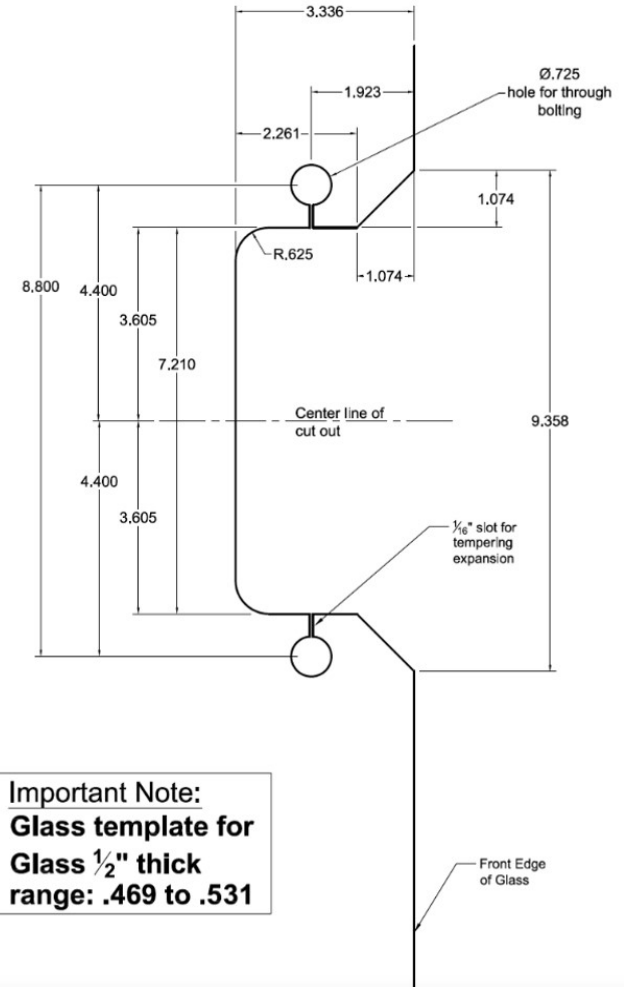 3.336
Ø.725
hole for through
bolting
1.923
2.261
1.074
R.625
1.074
8.800
4.400
3.605
7.210
Center line of
cut out
9.358
4.400
3.605
1/16" slot for
tempering
expansion
Important Note:
Glass template for
Glass ½" thick
range: .469 to .531
Front Edge
of Glass